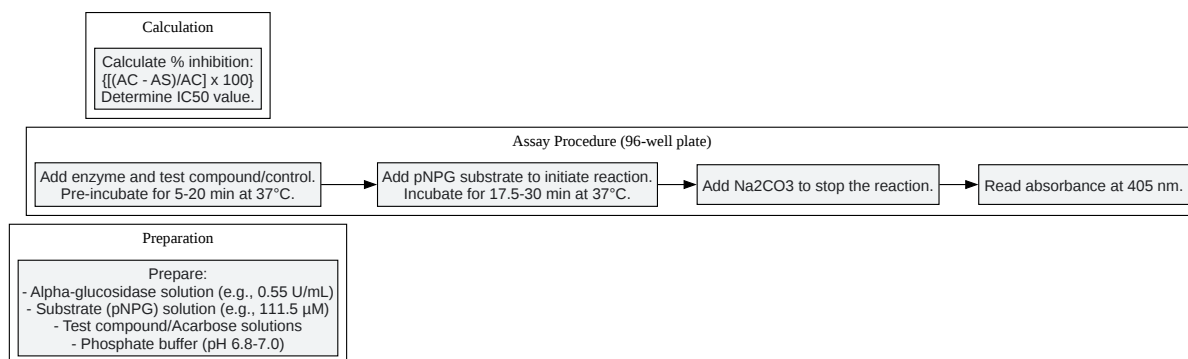 Calculation
Calculate % inhibition:
{[(AC - AS)/AC] x 100}
Determine IC50 value.
Assay Procedure (96-well plate)
Add enzyme and test compound/control.
Pre-incubate for 5-20 min at 37°C.
Add pNPG substrate to initiate reaction.
Incubate for 17.5-30 min at 37°C.
Add Na2CO3 to stop the reaction.
Read absorbance at 405 nm.
Preparation
Prepare:
- Alpha-glucosidase solution (e.g., 0.55 U/mL)
- Substrate (pNPG) solution (e.g., 111.5 µM)
- Test compound/Acarbose solutions
- Phosphate buffer (pH 6.8-7.0)